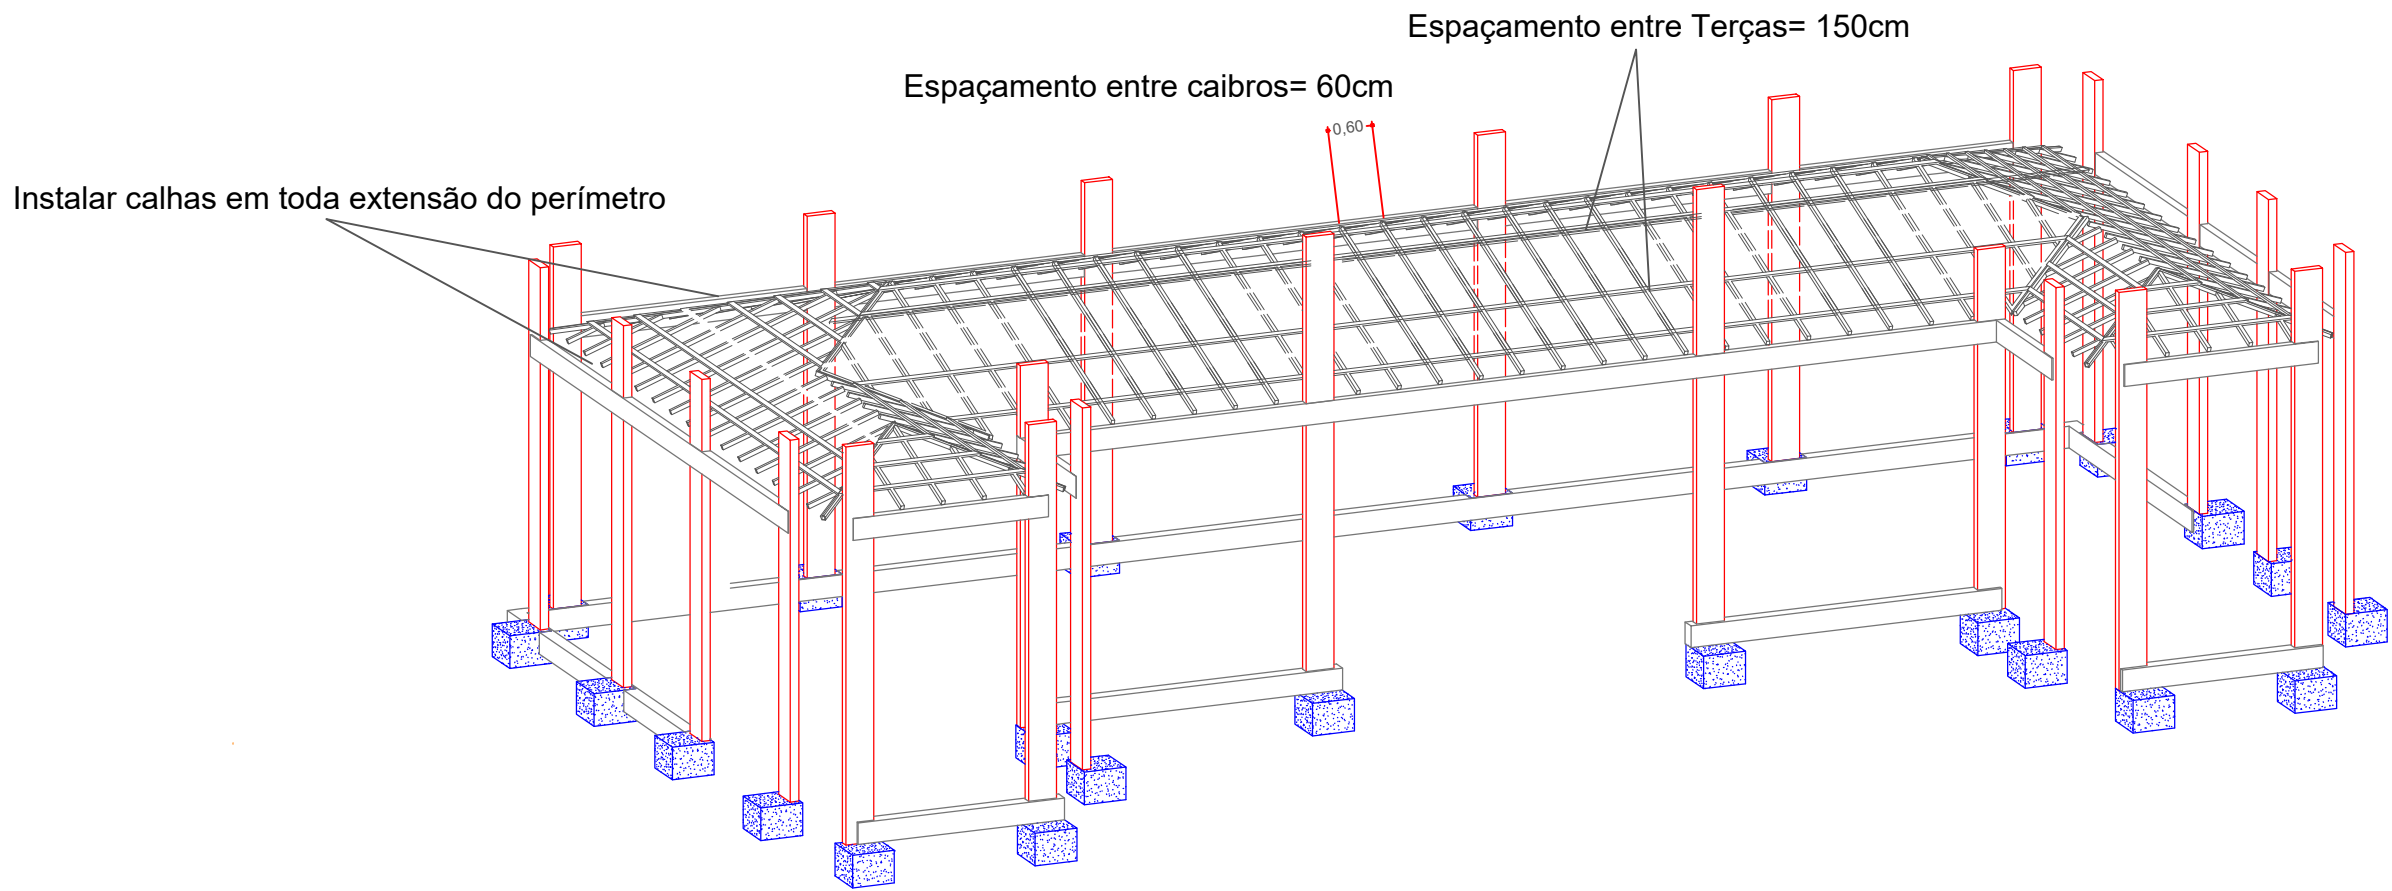 Espaçamento entre Terças= 150cm
Espaçamento entre caibros= 60cm
0,60
Instalar calhas em toda extensão do perímetro